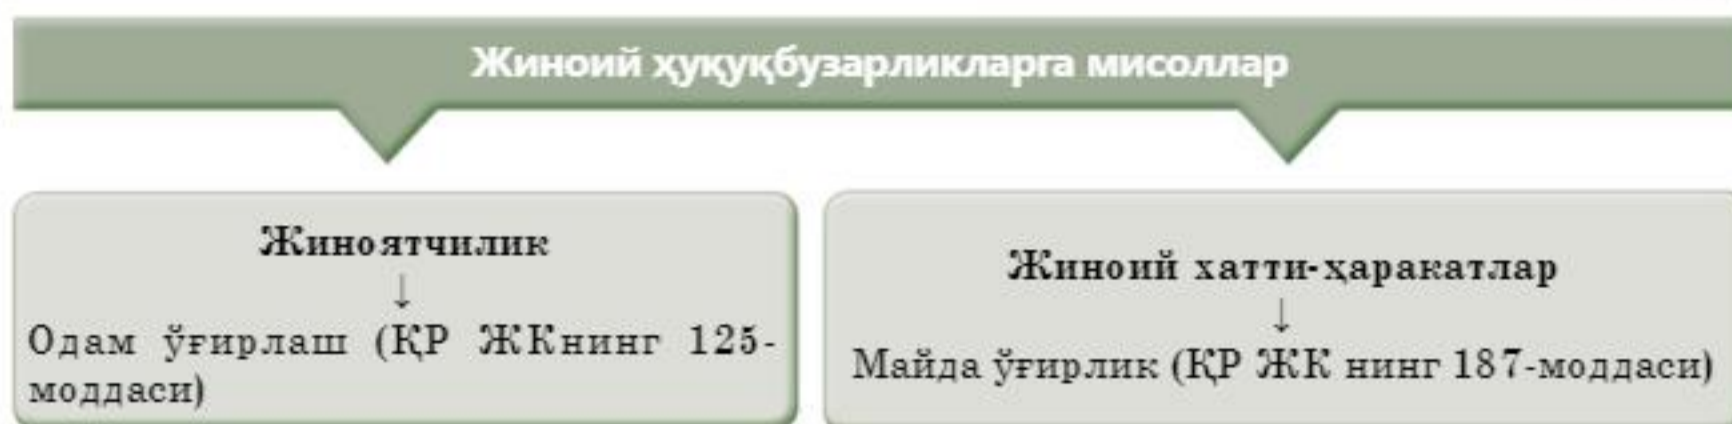 Жиноий ҳуқуқбузарликларга мисоллар
Жиноятчилик
↓
Одам ўғирлаш (ҚР ЖКнинг 125-
моддаси)
Жиноий хатти-ҳаракатлар
↓
Майда ўғирлик (ҚР ЖК нинг 187-моддаси)